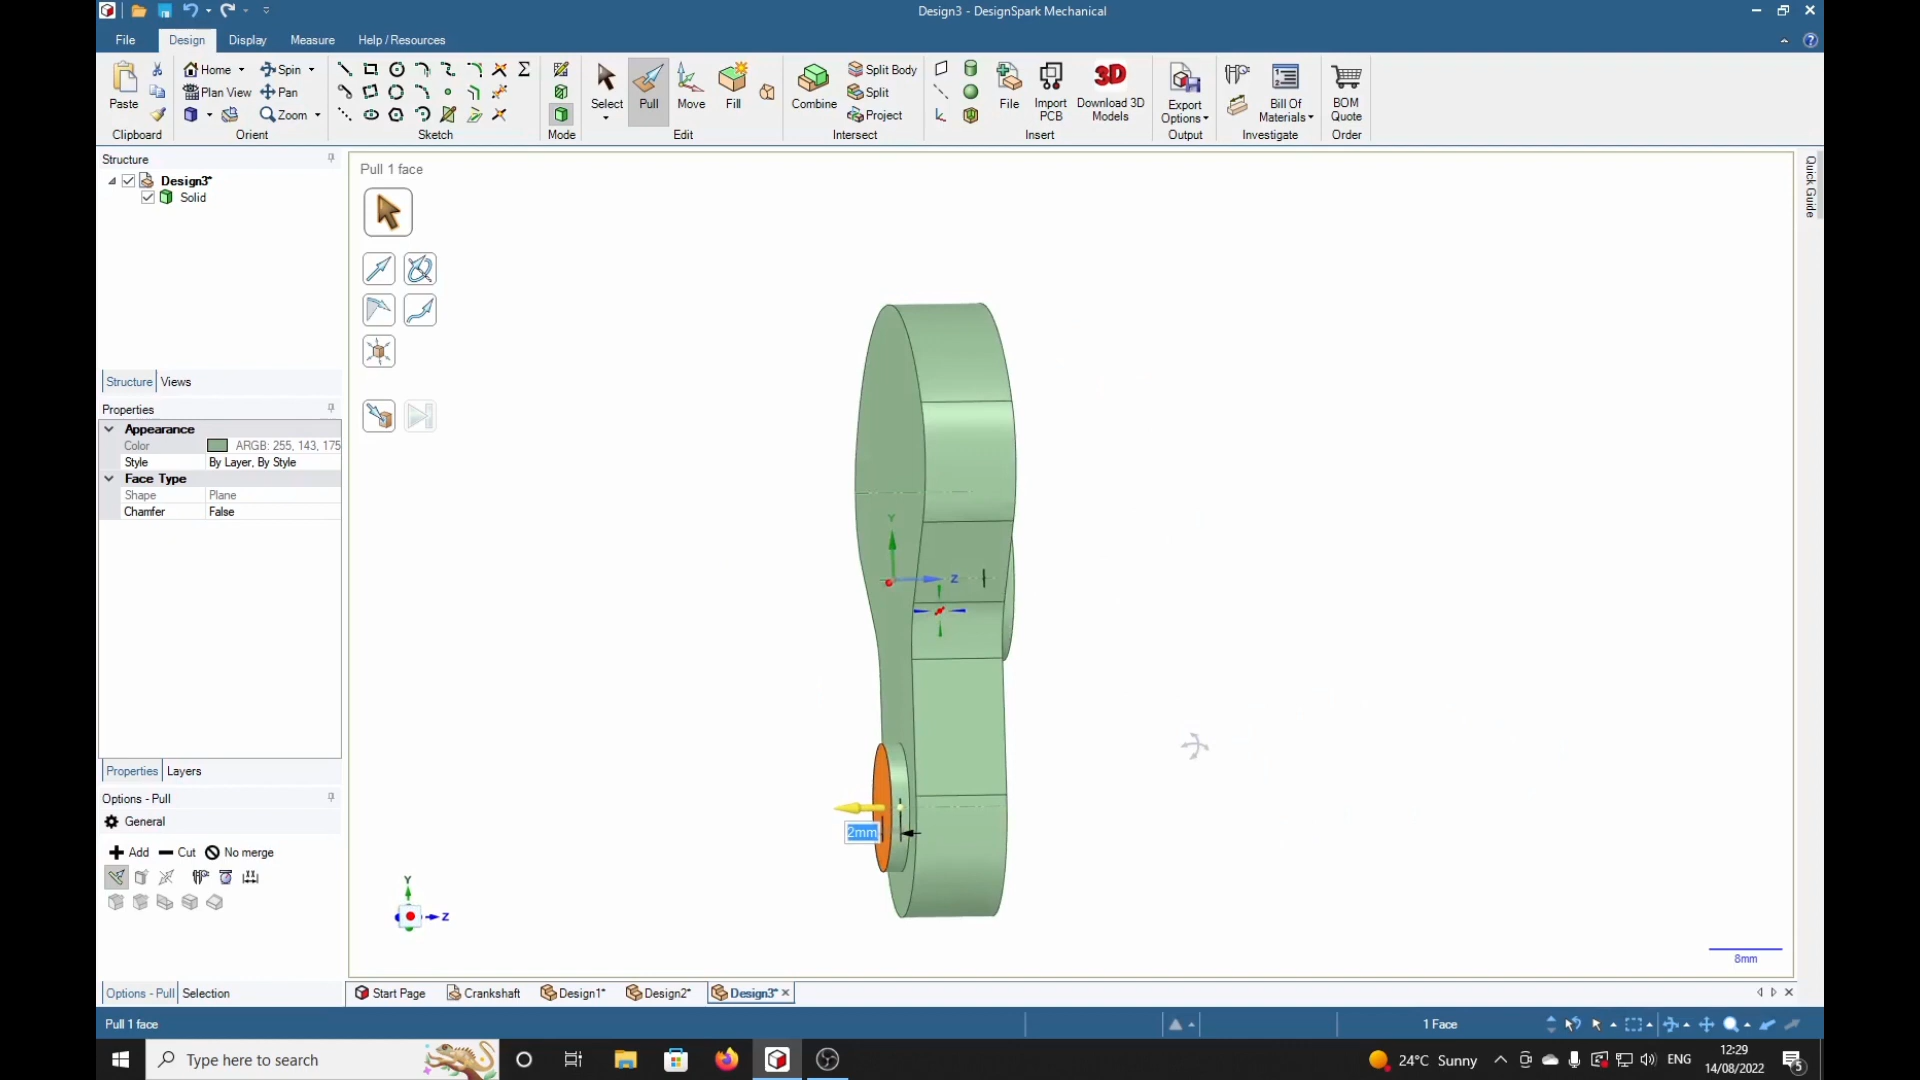 Design3 - DesignSpark Mechanical
File Design Display Measure Help / Resources
Paste
Clipboard
Home Spin
Plan View Pan
Zoom
Orient
Sketch
Mode
Select Pull Move Fill
Edit
Combine
Split Body
Split
Project
Intersect
File
Import PCB
Download 3D Models
Insert
Export Options
Output
Bill Of Materials
Investigate
BOM Quote
Order
Structure
Design3*
Solid
Structure Views
Properties
Appearance
Color ARGB: 255, 143, 175
Style By Layer, By Style
Face Type
Shape Plane
Chamfer False
Properties Layers
Options - Pull
General
Add Cut No merge
Options - Pull Selection
Pull 1 face
Quick Guide
Y
Z
2mm
Y
Z
8mm
Start Page Crankshaft Design1* Design2* Design3*
Pull 1 face
1 Face
Type here to search
24°C Sunny
ENG
12:29
14/08/2022
5
3D